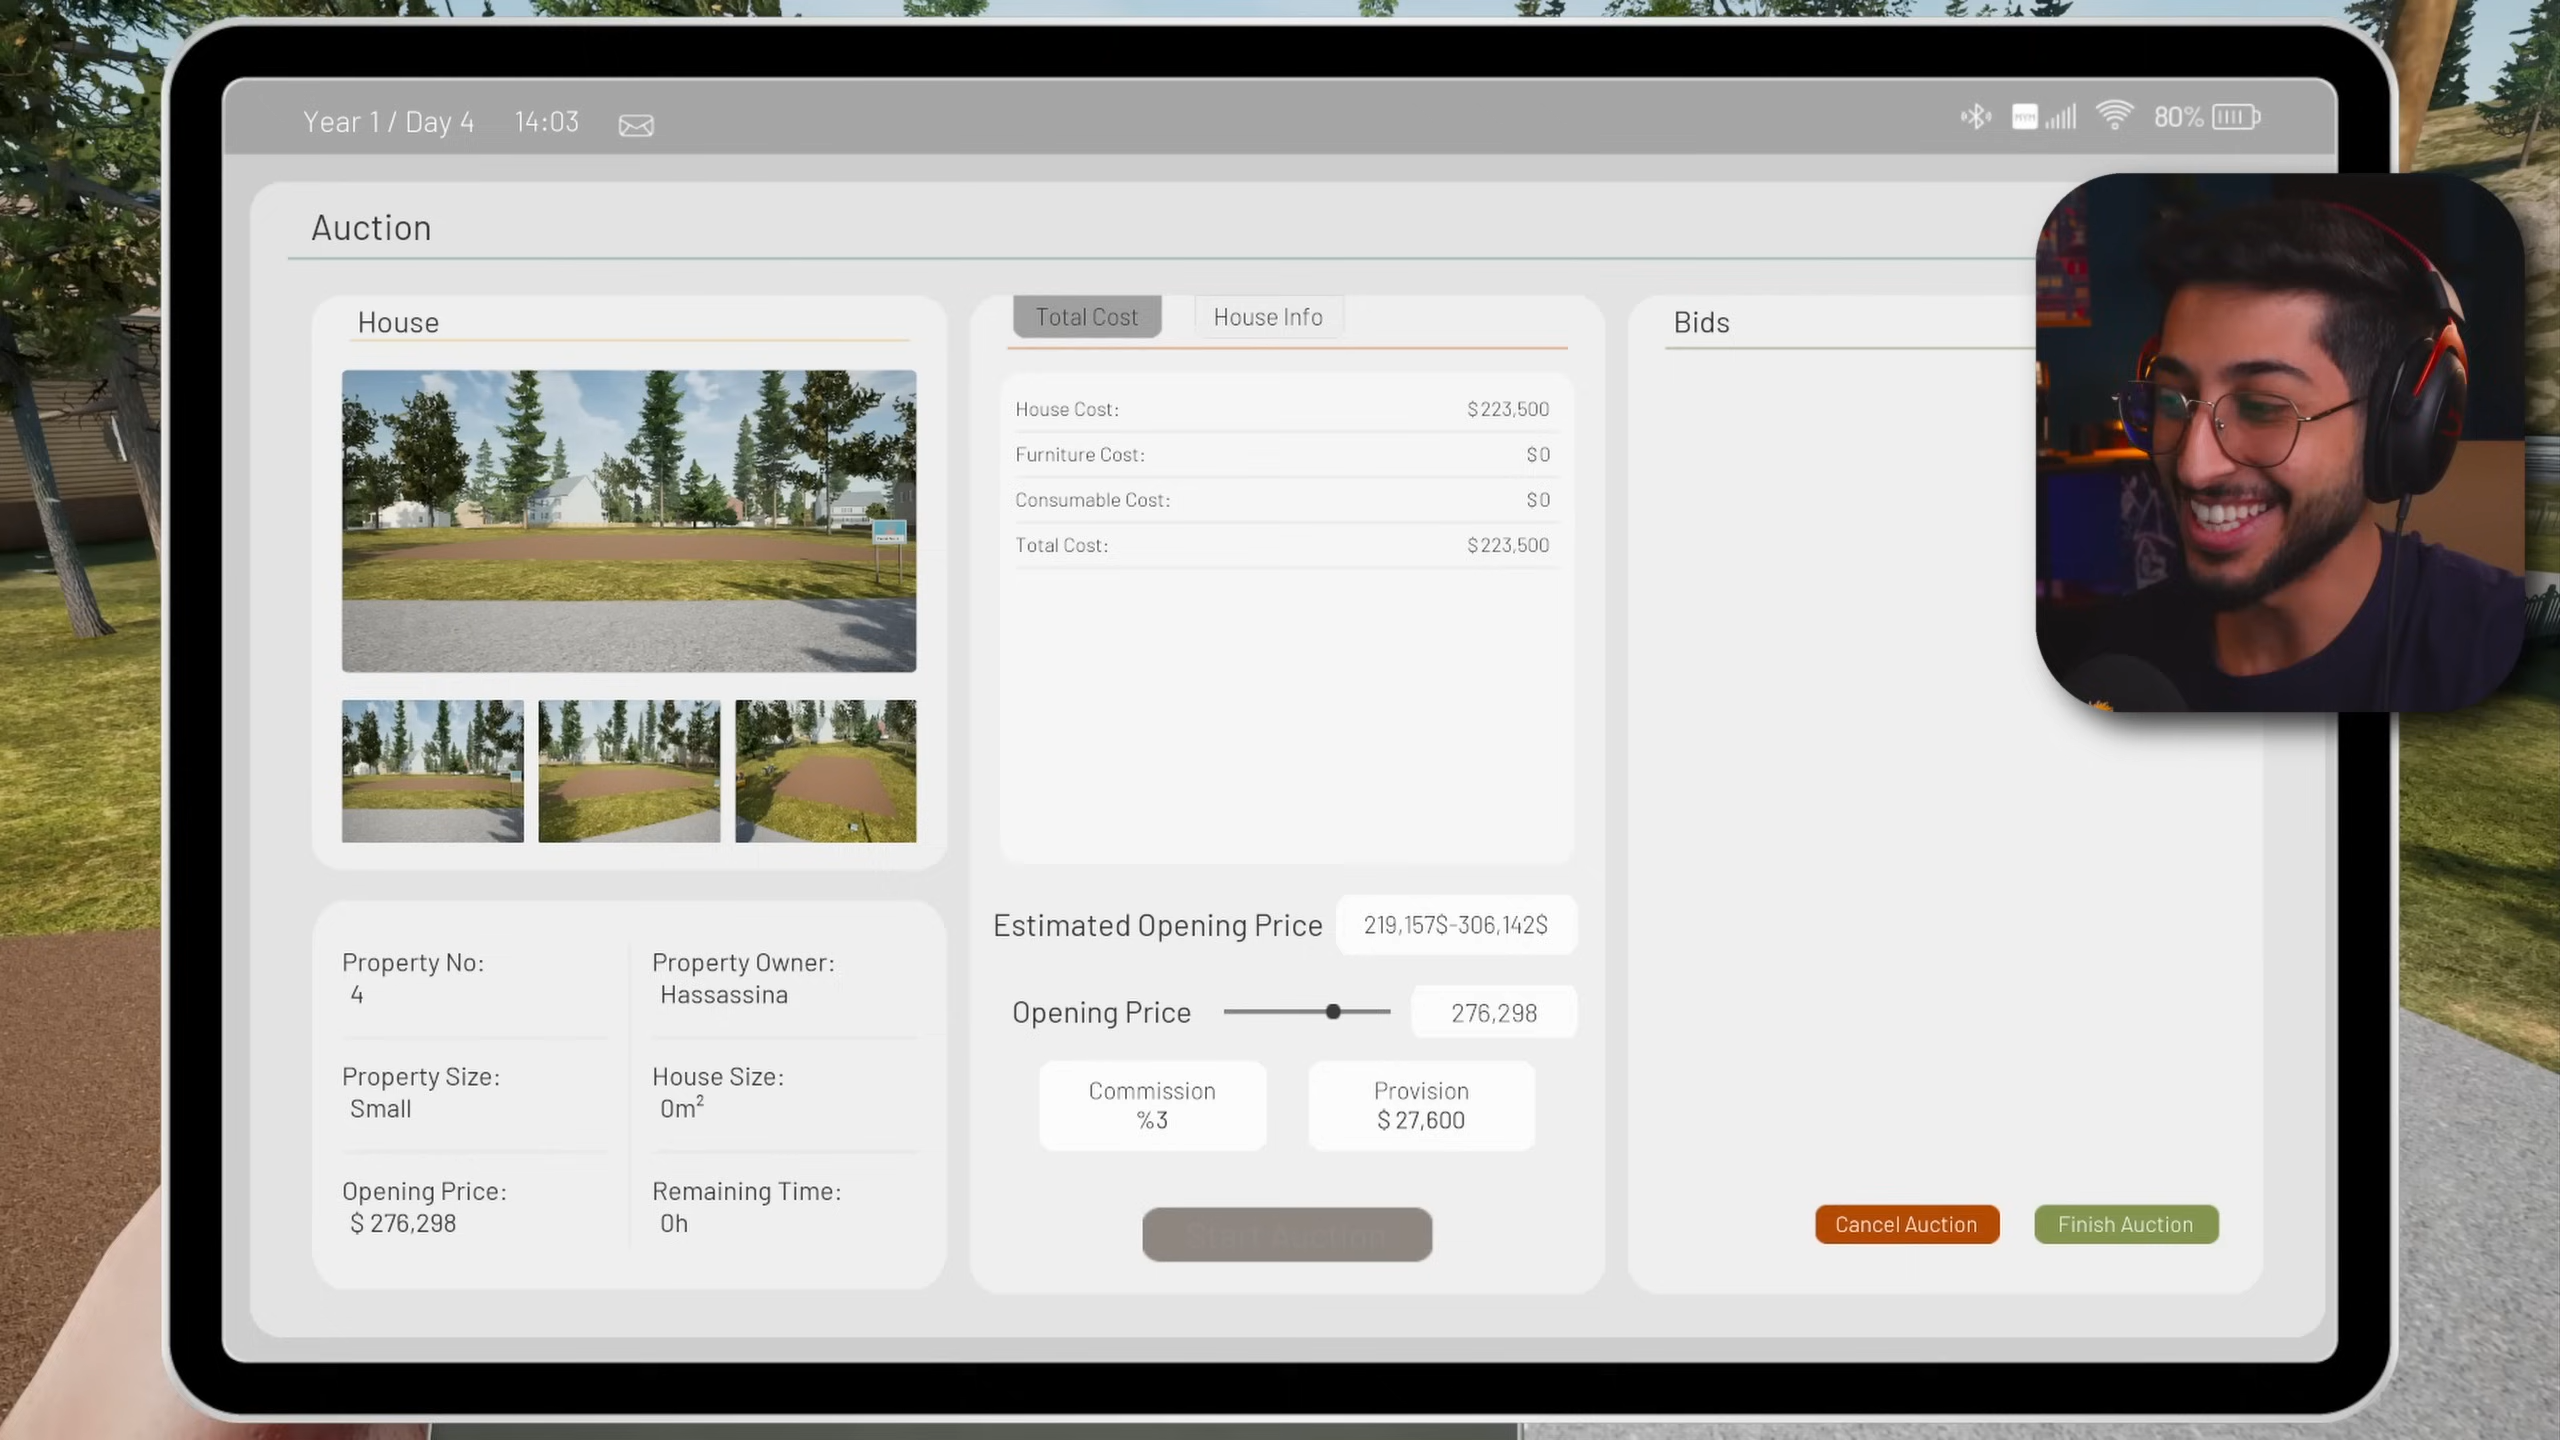 Year 1 / Day 4 14:03
80%
Auction
House
Total Cost House Info
House Cost: $223,500
Furniture Cost: $0
Consumable Cost: $0
Total Cost: $223,500
Estimated Opening Price 219,157$-306,142$
Opening Price 276,298
Commission
%3
Provision
$ 27,600
Start Auction
Property No:
4
Property Owner:
Hassassina
Property Size:
Small
House Size:
0m²
Opening Price:
$ 276,298
Remaining Time:
0h
Bids
Cancel Auction Finish Auction